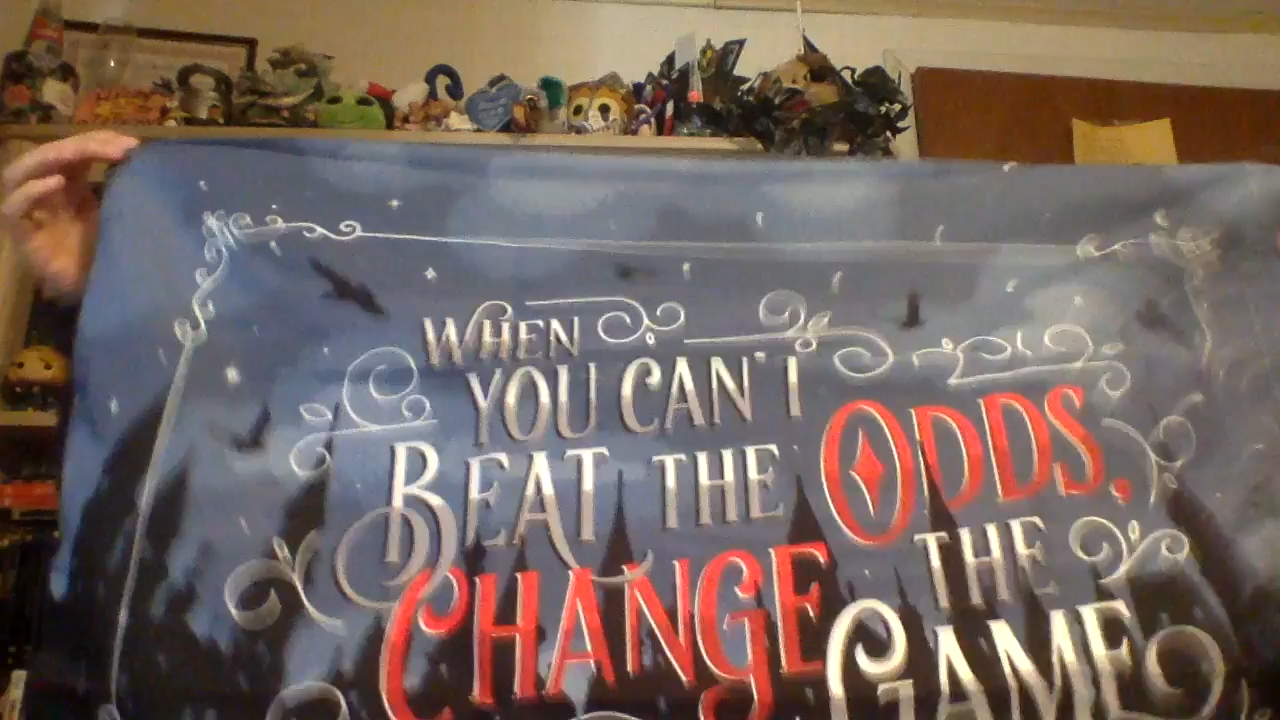 WHEN
YOU CAN'T
BEAT THE ODDS,
CHANGE THE
GAME